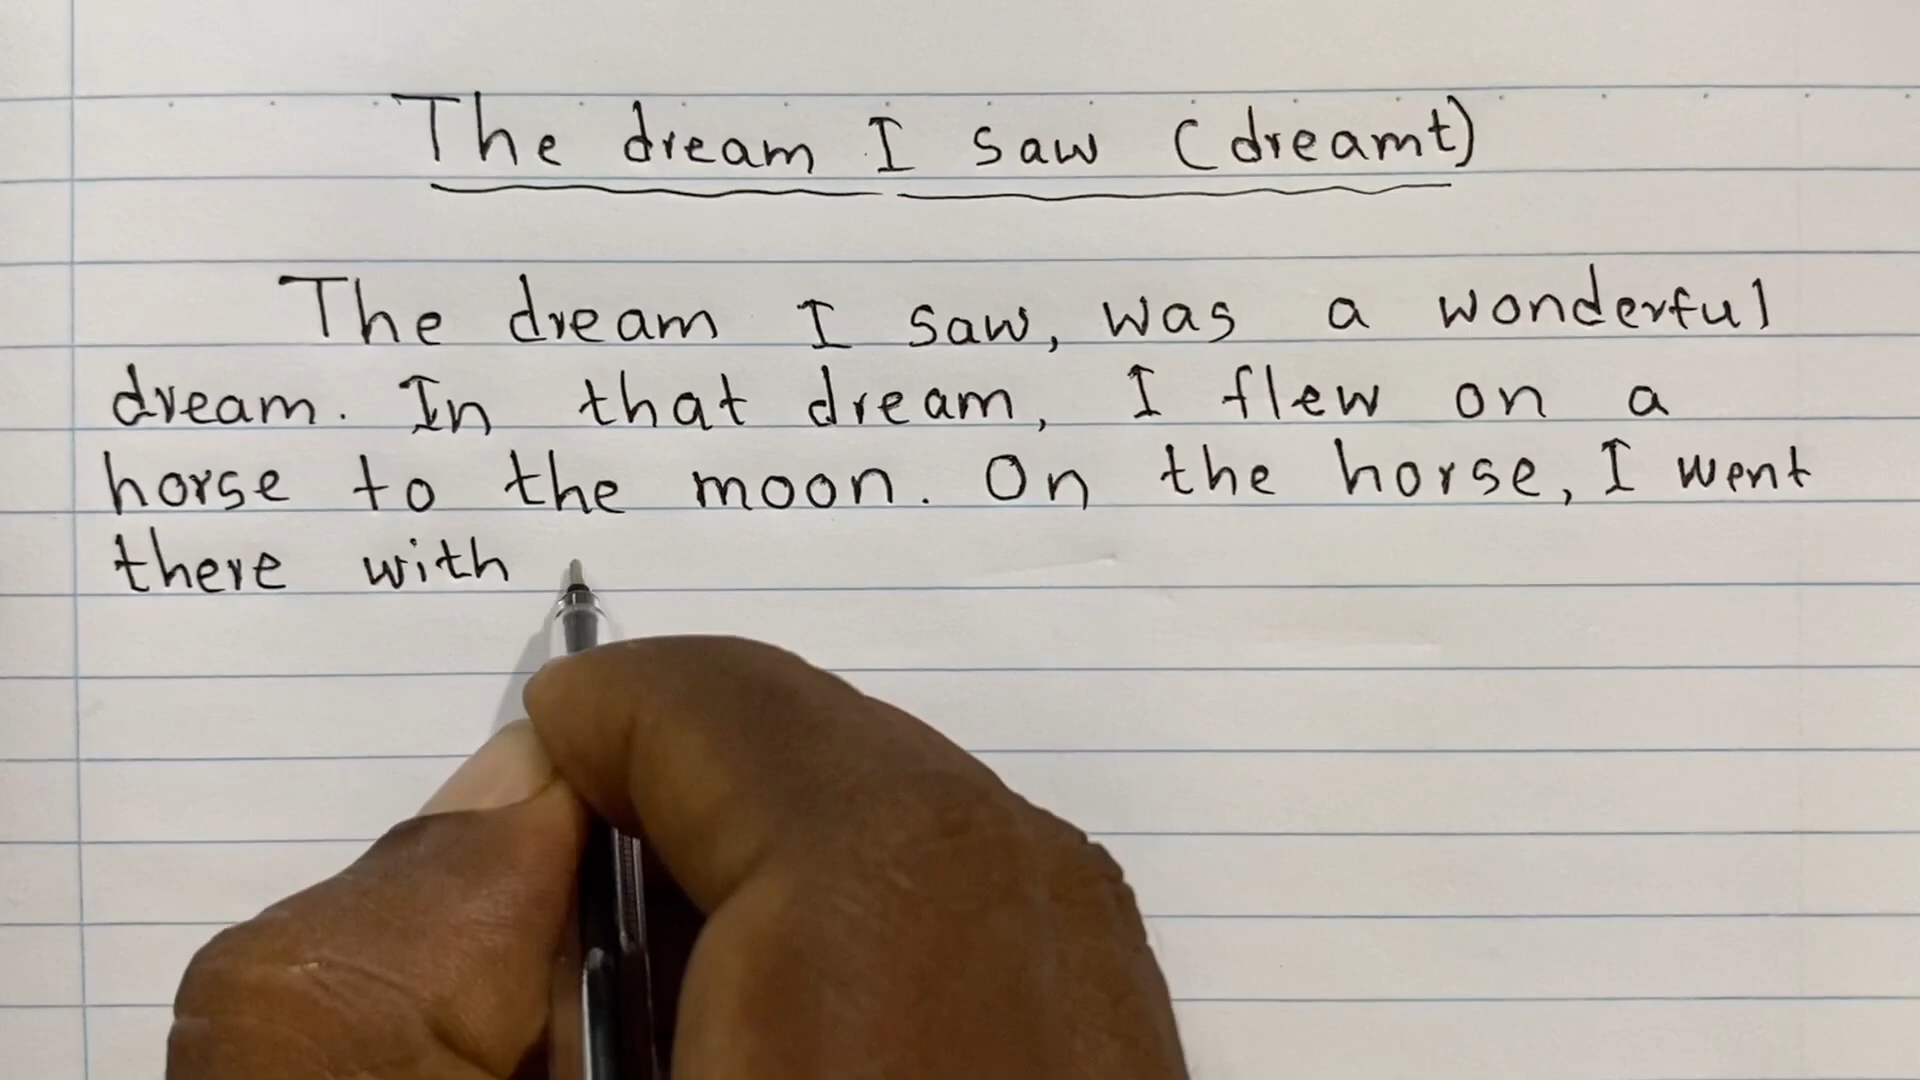 The dream I saw (dreamt)
The dream I saw, was a wonderful
dream. In that dream, I flew on a
horse to the moon. On the horse, I went
there with